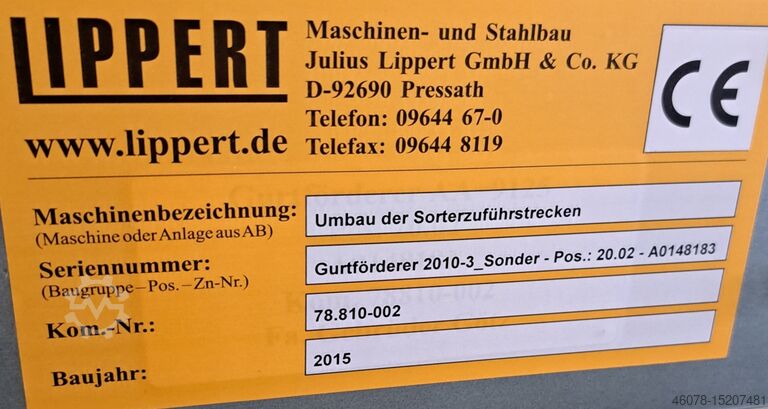 LIPPERT
www.lippert.de
Maschinen- und Stahlbau
Julius Lippert GmbH & Co. KG
D-92690 Pressath
Telefon: 09644 67-0
Telefax: 09644 8119
CE
Maschinenbezeichnung:
(Maschine oder Anlage aus AB)
Umbau der Sorterzuführstrecken
Seriennummer:
(Baugruppe–Pos.–Zn-Nr.)
Gurtförderer 2010-3_Sonder - Pos.: 20.02 - A0148183
Kom.-Nr.:
78.810-002
Baujahr:
2015
46078-15207481